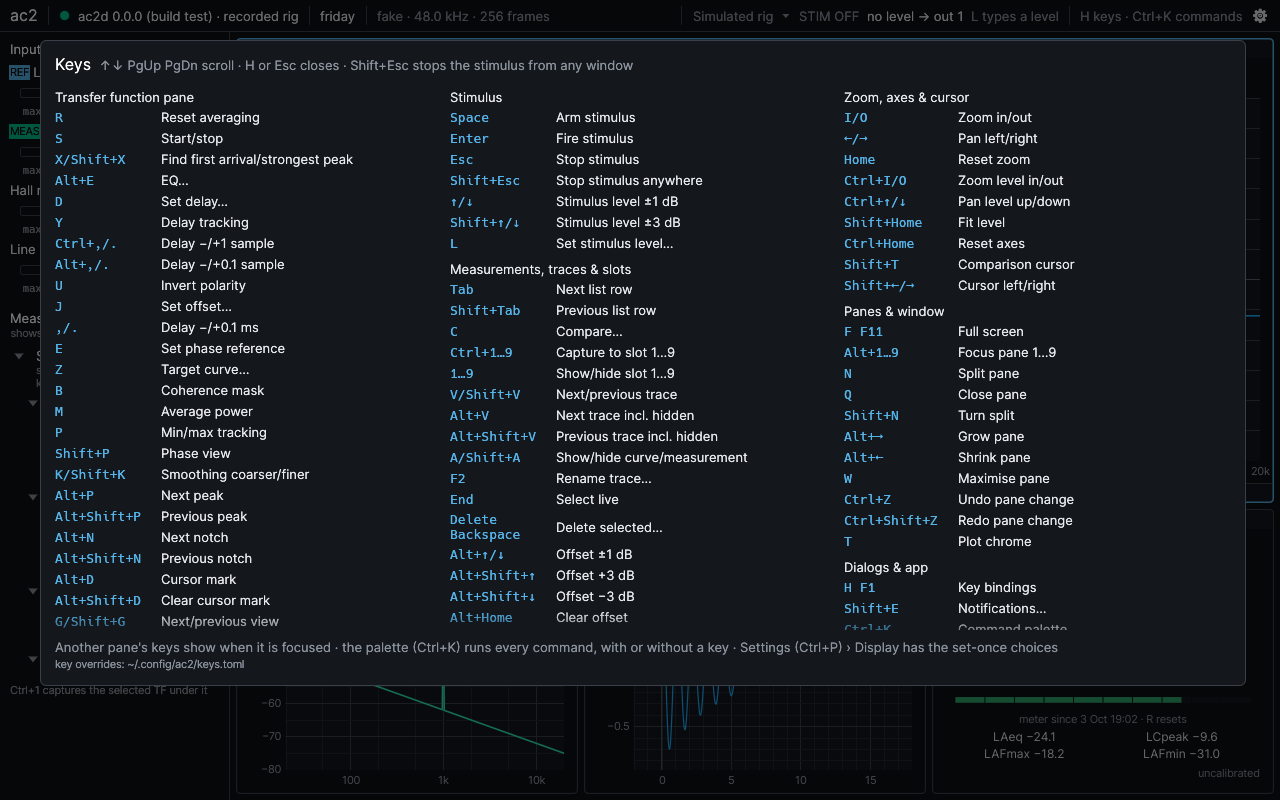 ac2 ac2d 0.0.0 (build test) · recorded rig friday fake · 48.0 kHz · 256 frames Simulated rig STIM OFF no level → out 1 L types a level H keys · Ctrl+K commands
Keys ↑↓ PgUp PgDn scroll · H or Esc closes · Shift+Esc stops the stimulus from any window
Transfer function pane
R Reset averaging
S Start/stop
X/Shift+X Find first arrival/strongest peak
Alt+E EQ…
D Set delay…
Y Delay tracking
Ctrl+,/. Delay −/+1 sample
Alt+,/. Delay −/+0.1 sample
U Invert polarity
J Set offset…
,/. Delay −/+0.1 ms
E Set phase reference
Z Target curve…
B Coherence mask
M Average power
P Min/max tracking
Shift+P Phase view
K/Shift+K Smoothing coarser/finer
Alt+P Next peak
Alt+Shift+P Previous peak
Alt+N Next notch
Alt+Shift+N Previous notch
Alt+D Cursor mark
Alt+Shift+D Clear cursor mark
G/Shift+G Next/previous view
Stimulus
Space Arm stimulus
Enter Fire stimulus
Esc Stop stimulus
Shift+Esc Stop stimulus anywhere
↑/↓ Stimulus level ±1 dB
Shift+↑/↓ Stimulus level ±3 dB
L Set stimulus level…
Measurements, traces & slots
Tab Next list row
Shift+Tab Previous list row
C Compare…
Ctrl+1…9 Capture to slot 1…9
1…9 Show/hide slot 1…9
V/Shift+V Next/previous trace
Alt+V Next trace incl. hidden
Alt+Shift+V Previous trace incl. hidden
A/Shift+A Show/hide curve/measurement
F2 Rename trace…
End Select live
Delete
Backspace Delete selected…
Alt+↑/↓ Offset ±1 dB
Alt+Shift+↑ Offset +3 dB
Alt+Shift+↓ Offset −3 dB
Alt+Home Clear offset
Zoom, axes & cursor
I/O Zoom in/out
←/→ Pan left/right
Home Reset zoom
Ctrl+I/O Zoom level in/out
Ctrl+↑/↓ Pan level up/down
Shift+Home Fit level
Ctrl+Home Reset axes
Shift+T Comparison cursor
Shift+←/→ Cursor left/right
Panes & window
F F11 Full screen
Alt+1…9 Focus pane 1…9
N Split pane
Q Close pane
Shift+N Turn split
Alt+→ Grow pane
Alt+← Shrink pane
W Maximise pane
Ctrl+Z Undo pane change
Ctrl+Shift+Z Redo pane change
T Plot chrome
Dialogs & app
H F1 Key bindings
Shift+E Notifications…
Ctrl+K Command palette
Another pane's keys show when it is focused · the palette (Ctrl+K) runs every command, with or without a key · Settings (Ctrl+P) › Display has the set-once choices
key overrides: ~/.config/ac2/keys.toml
Input
REF L
max
MEAS
max
Hall r
max
Line
max
Meas
shows
20k
Ctrl+1 captures the selected TF under it
−60
−70
−80
100 1k 10k
−0.5
0 5 10 15
meter since 3 Oct 19:02 · R resets
LAeq −24.1 LCpeak −9.6
LAFmax −18.2 LAFmin −31.0
uncalibrated